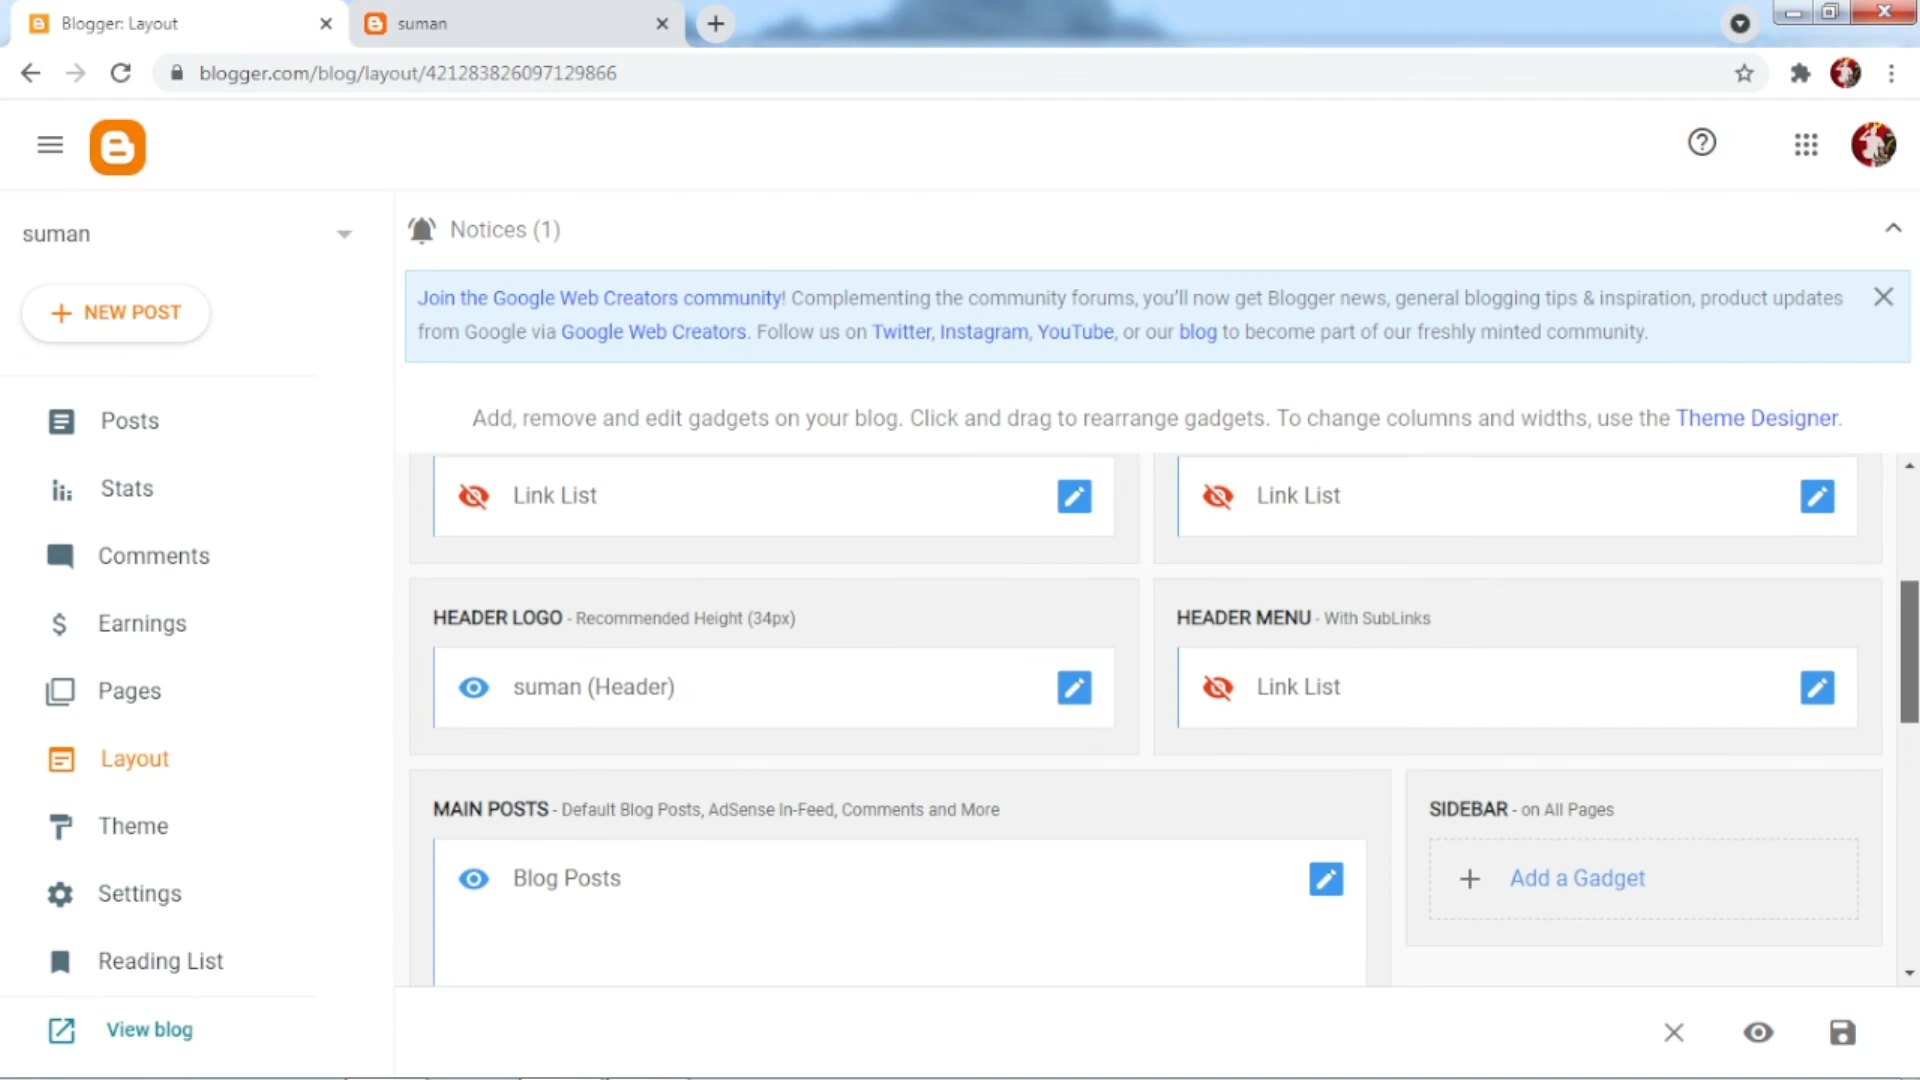 Blogger: Layout
suman
blogger.com/blog/layout/421283826097129866
suman
Notices (1)
Join the Google Web Creators community! Complementing the community forums, you'll now get Blogger news, general blogging tips & inspiration, product updates
from Google via Google Web Creators. Follow us on Twitter, Instagram, YouTube, or our blog to become part of our freshly minted community.
NEW POST
Add, remove and edit gadgets on your blog. Click and drag to rearrange gadgets. To change columns and widths, use the Theme Designer.
Posts
Stats
Comments
Earnings
Pages
Layout
Theme
Settings
Reading List
View blog
Link List
Link List
HEADER LOGO - Recommended Height (34px)
suman (Header)
HEADER MENU - With SubLinks
Link List
MAIN POSTS - Default Blog Posts, AdSense In-Feed, Comments and More
Blog Posts
SIDEBAR - on All Pages
Add a Gadget